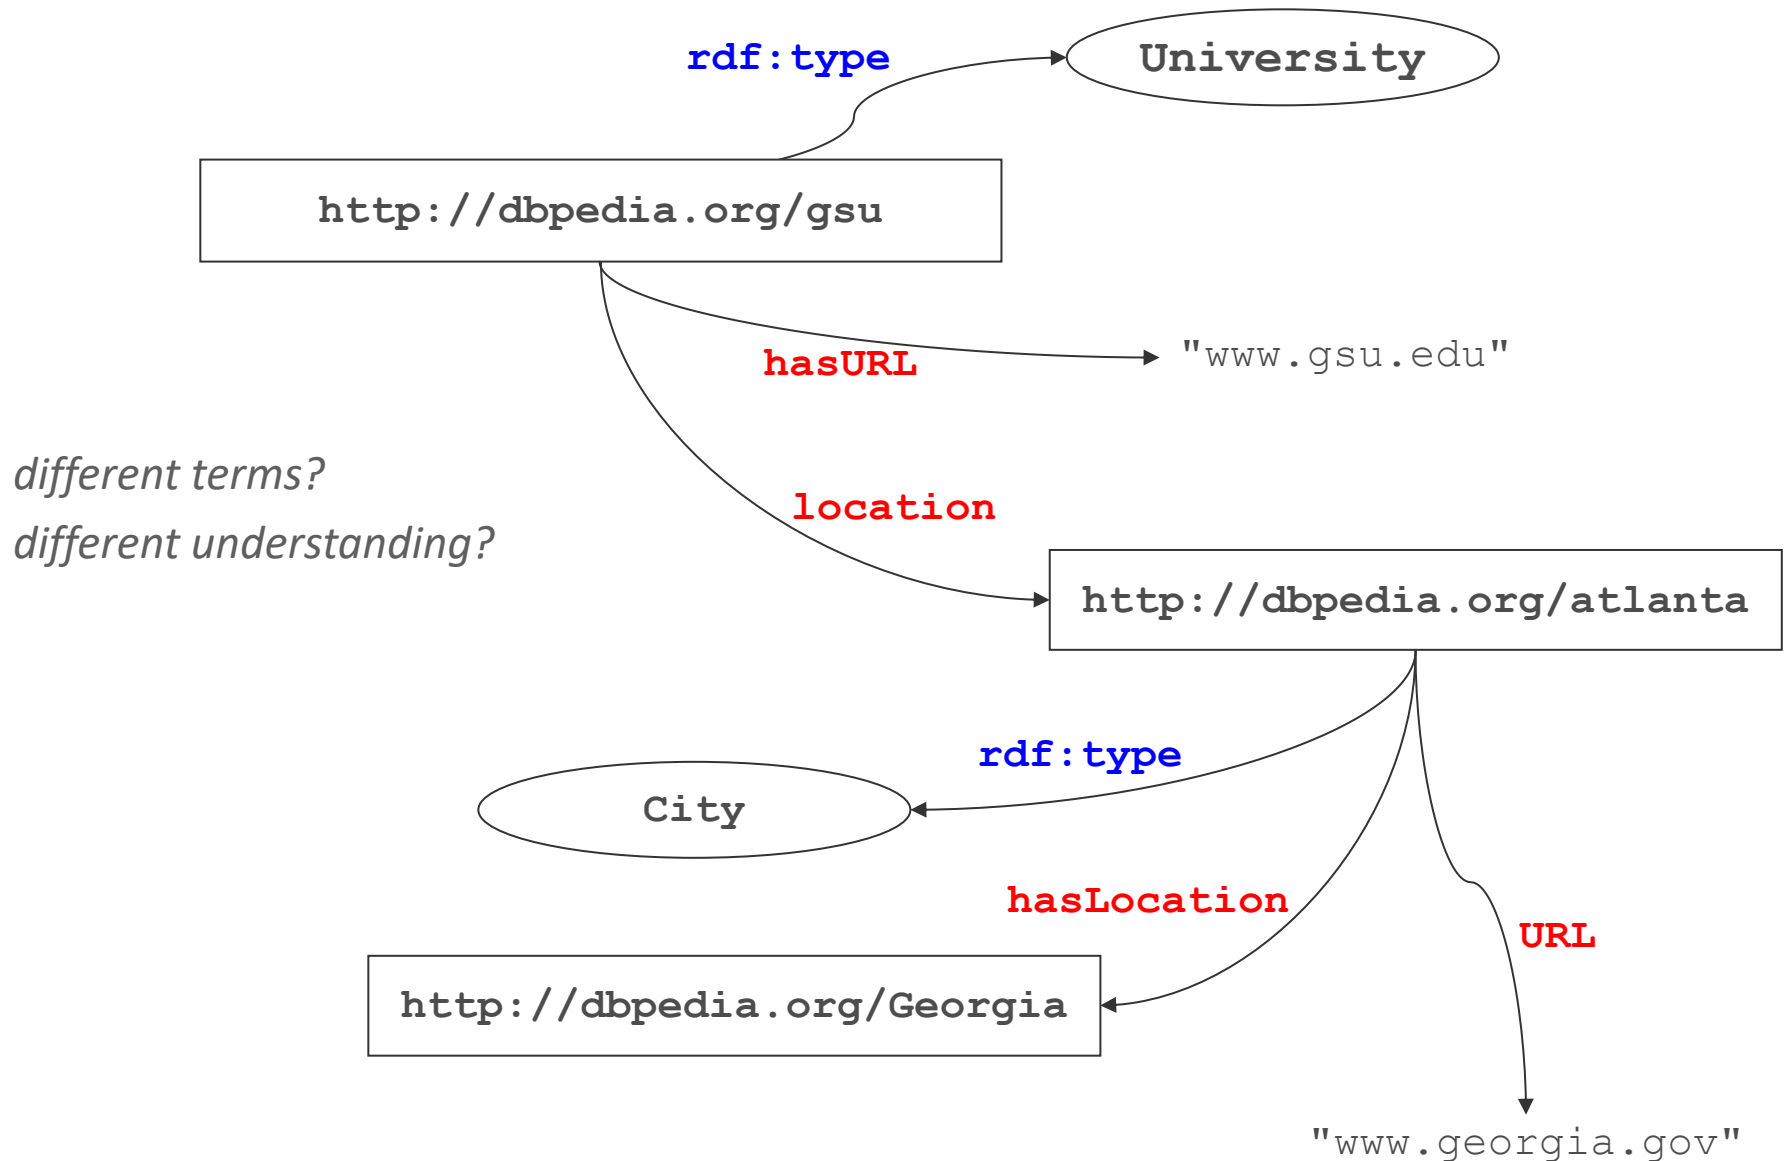 rdf:type
University
http://dbpedia.org/gsu
hasURL
"www.gsu.edu"
different terms?
different understanding?
location
http://dbpedia.org/atlanta
rdf:type
City
hasLocation
URL
http://dbpedia.org/Georgia
"www.georgia.gov"